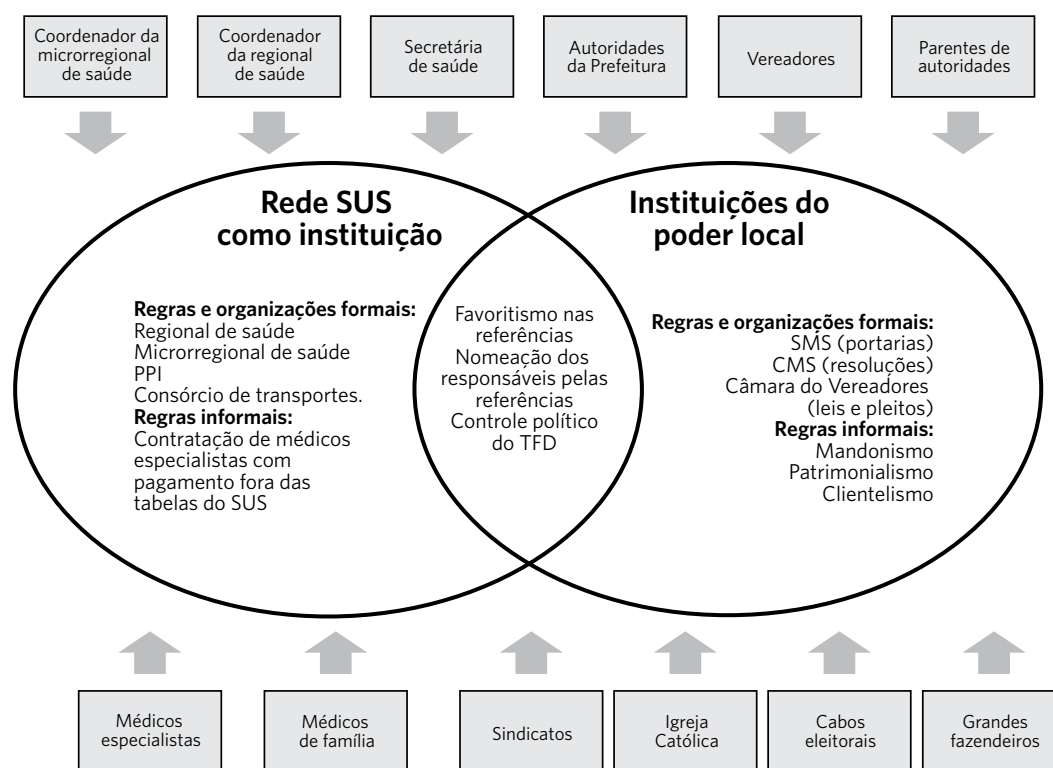 Coordenador da
microrregional
de saúde
Coordenador
da regional
de saúde
Secretária
de saúde
Autoridades
da Prefeitura
Vereadores
Parentes de
autoridades
Rede SUS
como instituição
Instituições do
poder local
Regras e organizações formais:
Regional de saúde
Microrregional de saúde
PPI
Consórcio de transportes.
Regras informais:
Contratação de médicos
especialistas com
pagamento fora das
tabelas do SUS
Favoritismo nas
referências
Nomeação dos
responsáveis pelas
referências
Controle político
do TFD
Regras e organizações formais:
SMS (portarias)
CMS (resoluções)
Câmara do Vereadores
(leis e pleitos)
Regras informais:
Mandonismo
Patrimonialismo
Clientelismo
Médicos
especialistas
Médicos
de família
Sindicatos
Igreja
Católica
Cabos
eleitorais
Grandes
fazendeiros